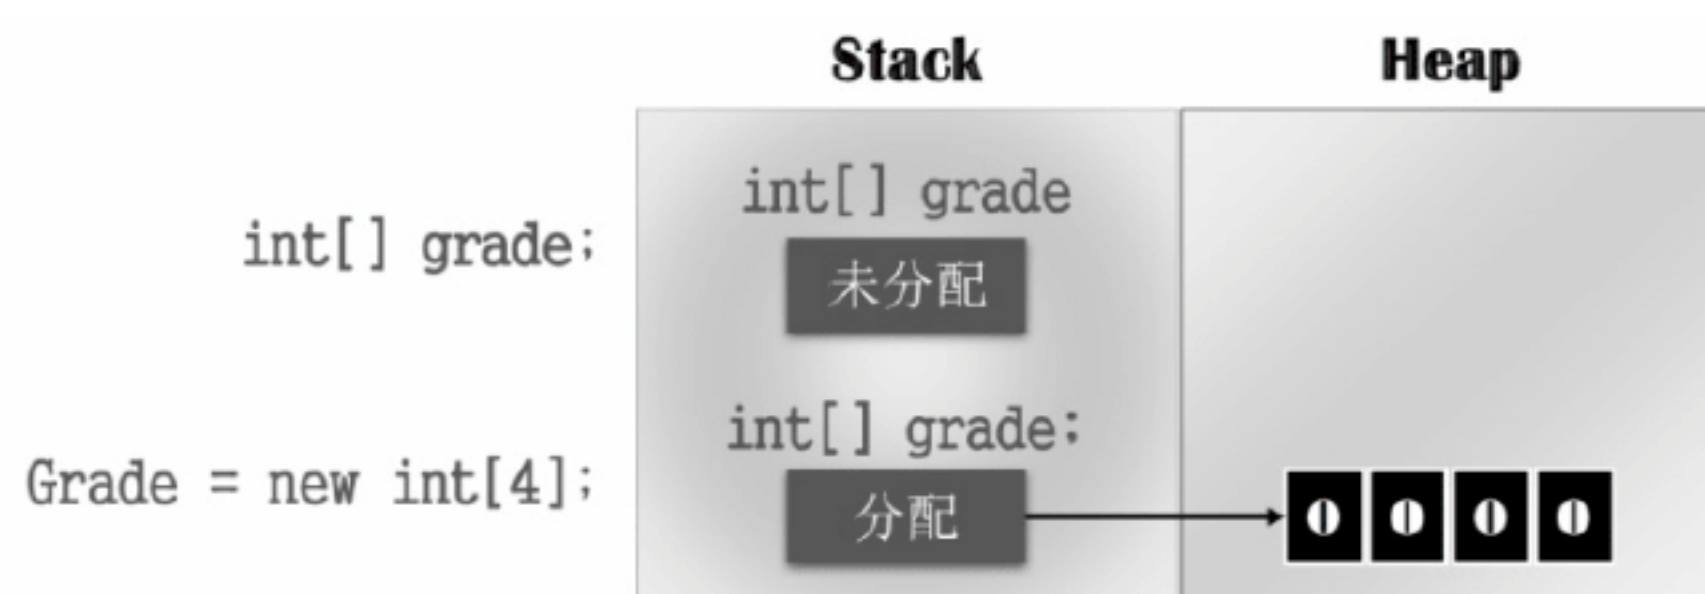 Stack Heap
int[] grade
int[] grade;
未分配
int[] grade;
Grade = new int[4];
分配
0 0 0 0